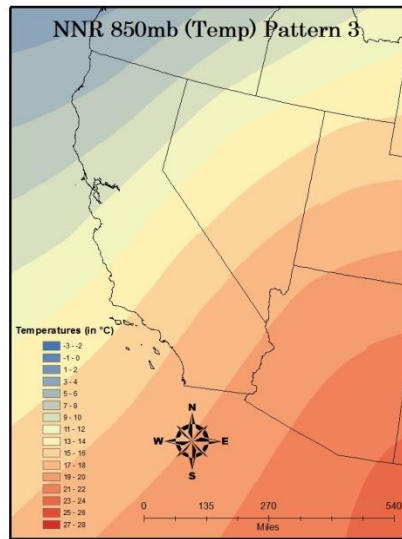 NNR 850mb (Temp) Pattern 3
Temperatures (in °C)
-3 - -2
-1 - 0
1 - 2
3 - 4
5 - 6
7 - 8
9 - 10
11 - 12
13 - 14
15 - 16
17 - 18
19 - 20
21 - 22
23 - 24
25 - 26
27 - 28
N
W E
S
0 135 270 540
Miles